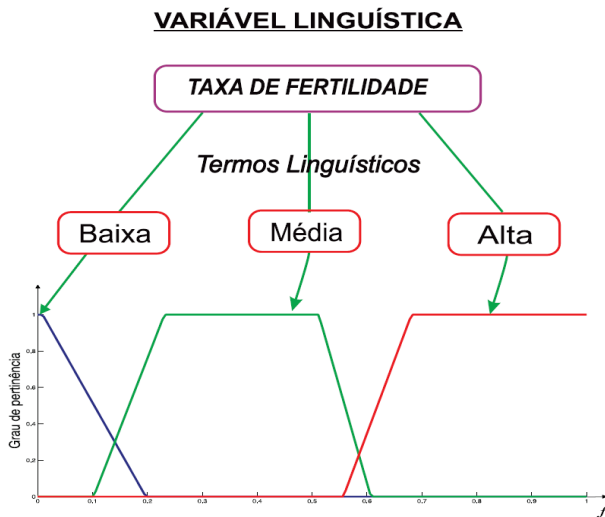 VARIÁVEL LINGUÍSTICA
TAXA DE FERTILIDADE
Termos Linguísticos
Baixa
Média
Alta
Grau de pertinência
1
0,8
0,6
0,4
0,2
0
0 0,1 0,2 0,3 0,4 0,5 0,6 0,7 0,8 0,9 1
f